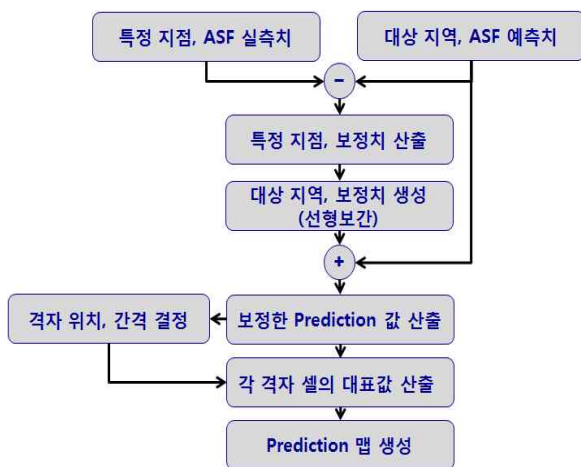 특정 지점, ASF 실측치
대상 지역, ASF 예측치
−
특정 지점, 보정치 산출
대상 지역, 보정치 생성
(선형보간)
+
격자 위치, 간격 결정
보정한 Prediction 값 산출
각 격자 셀의 대표값 산출
Prediction 맵 생성